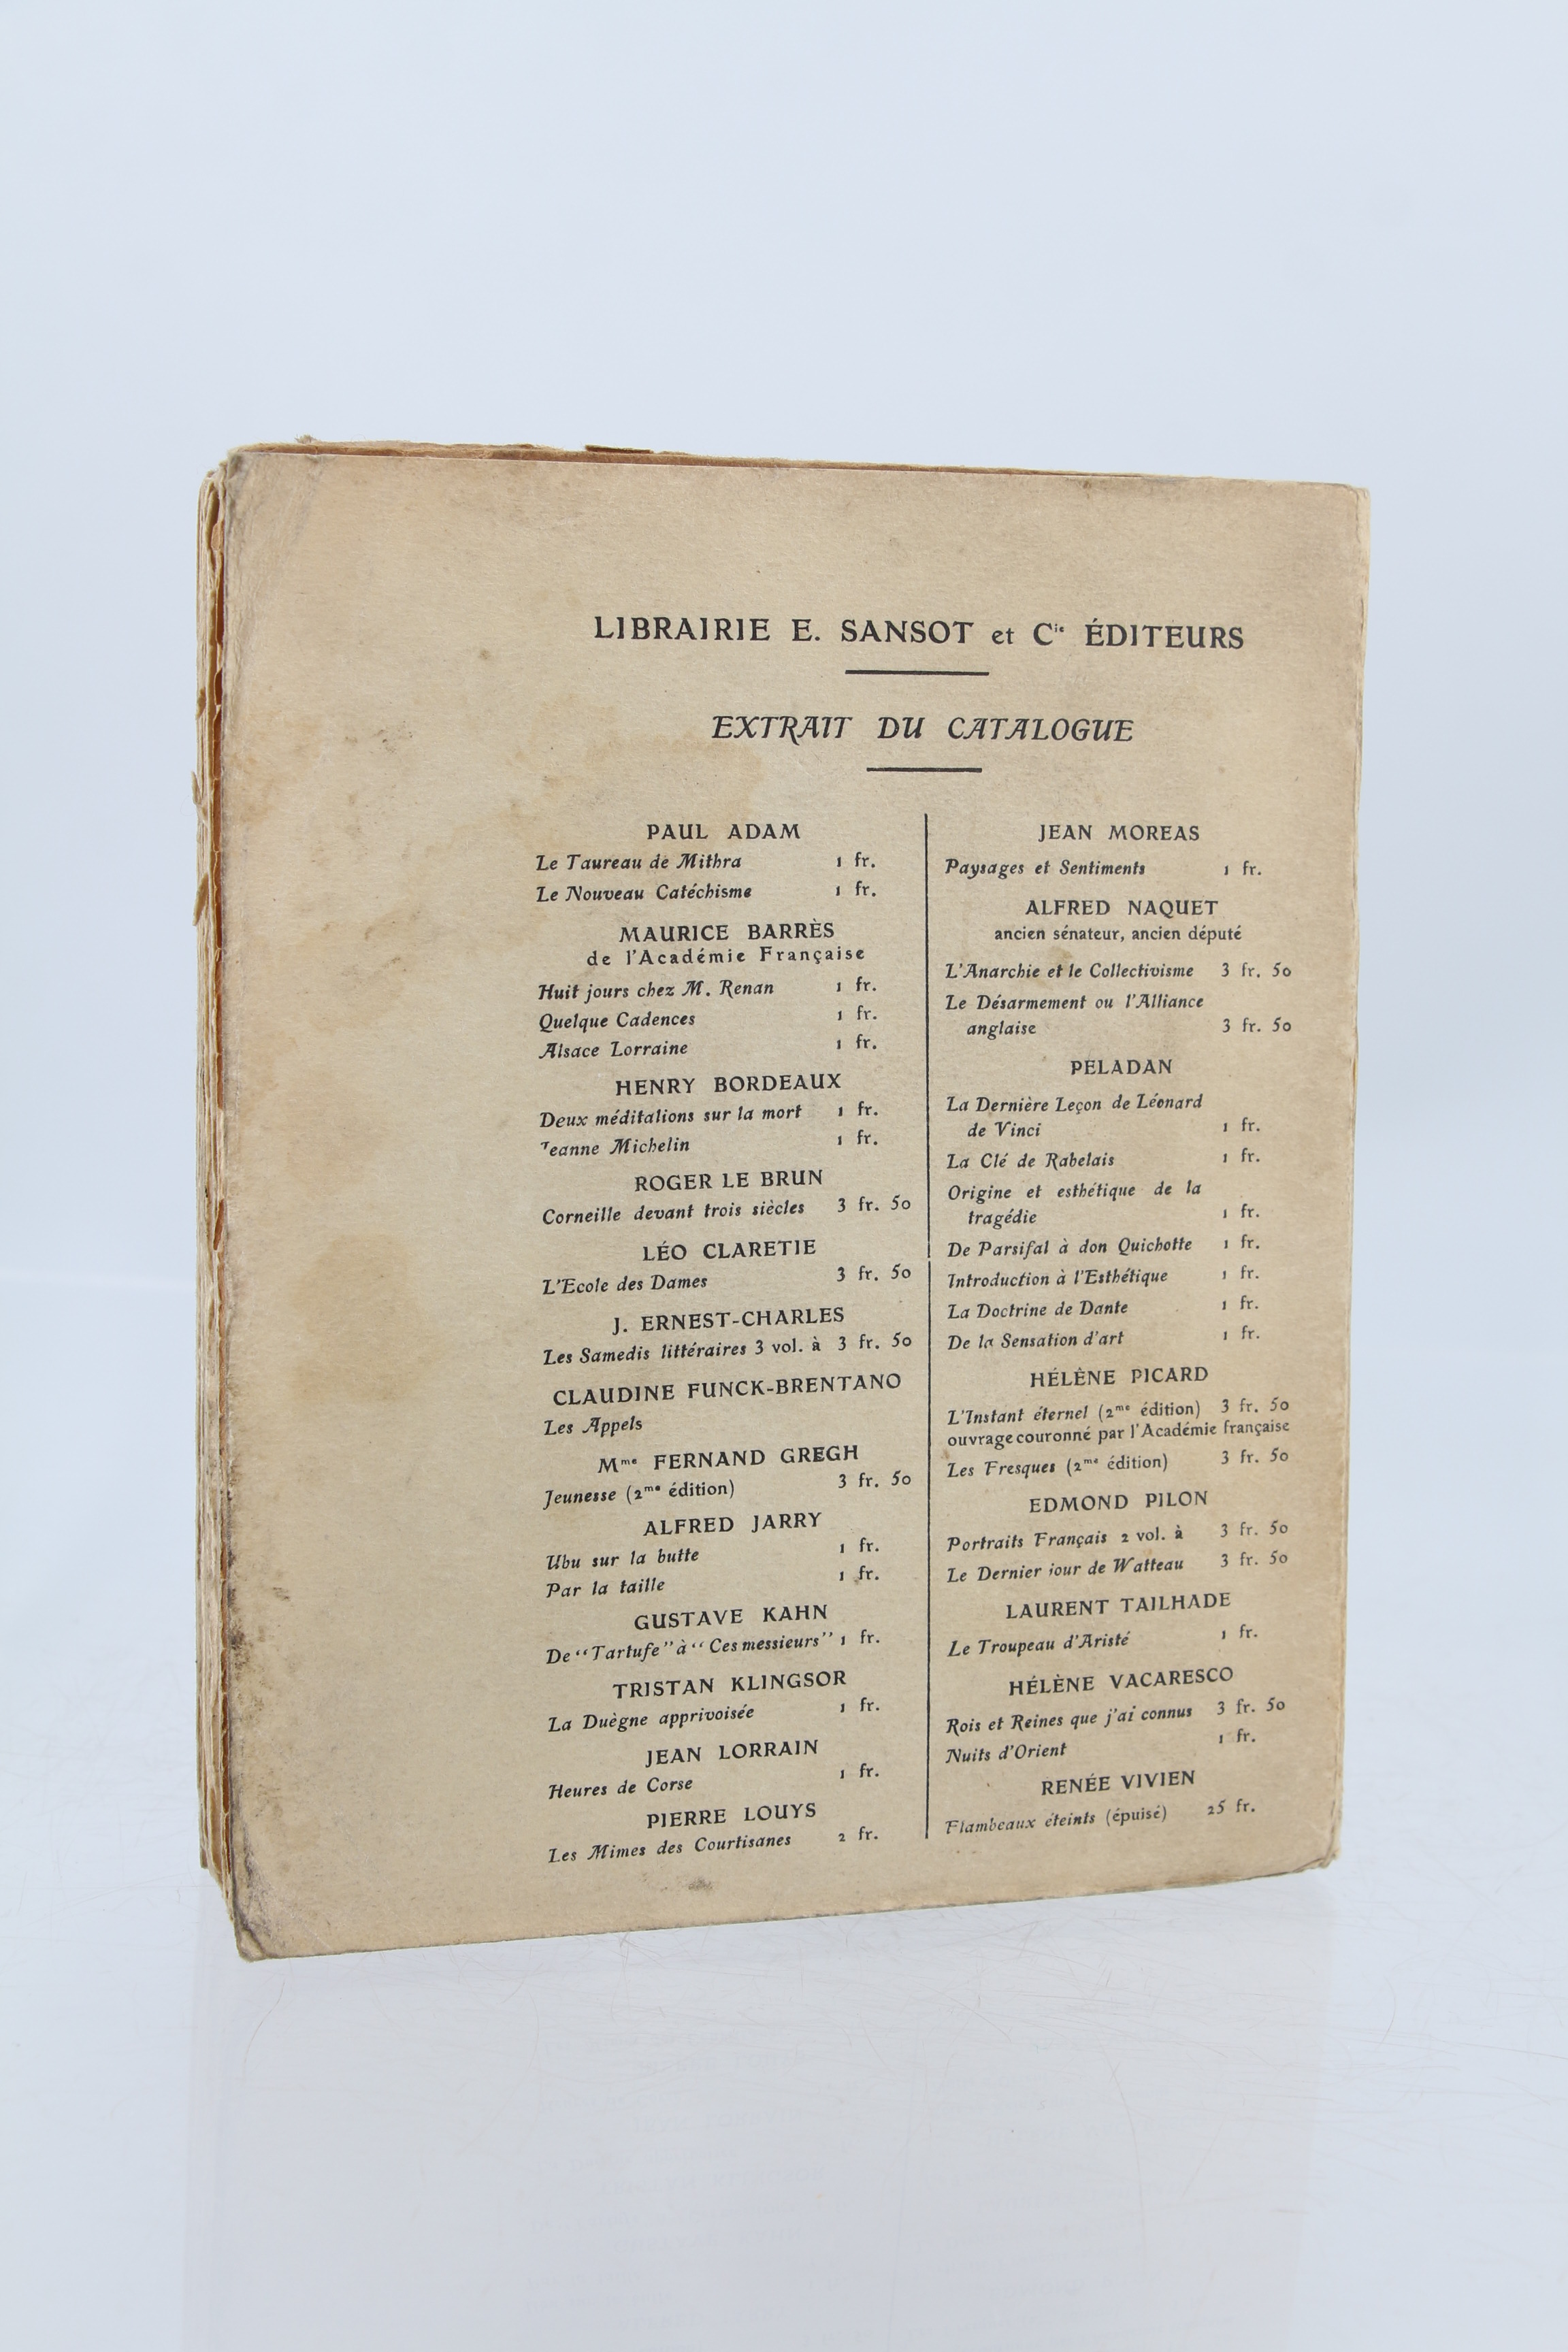 LIBRAIRIE E. SANSOT et Cie ÉDITEURS
EXTRAIT DU CATALOGUE
PAUL ADAM
Le Taureau de Mithra 1 fr.
Le Nouveau Catéchisme 1 fr.
MAURICE BARRÈS
de l'Académie Française
Huit jours chez M. Renan 1 fr.
Quelque Cadences 1 fr.
Alsace Lorraine 1 fr.
HENRY BORDEAUX
Deux méditations sur la mort 1 fr.
Jeanne Michelin 1 fr.
ROGER LE BRUN
Corneille devant trois siècles 3 fr. 50
LÉO CLARETIE
L'Ecole des Dames 3 fr. 50
J. ERNEST-CHARLES
Les Samedis littéraires 3 vol. à 3 fr. 50
CLAUDINE FUNCK-BRENTANO
Les Appels
Mme FERNAND GREGH
Jeunesse (2me édition) 3 fr. 50
ALFRED JARRY
Ubu sur la butte 1 fr.
Par la taille 1 fr.
GUSTAVE KAHN
De “Tartufe” à “Ces messieurs” 1 fr.
TRISTAN KLINGSOR
La Duègne apprivoisée 1 fr.
JEAN LORRAIN
Heures de Corse 1 fr.
PIERRE LOUYS
Les Mimes des Courtisanes 2 fr.
JEAN MOREAS
Paysages et Sentiments 1 fr.
ALFRED NAQUET
ancien sénateur, ancien député
L'Anarchie et le Collectivisme 3 fr. 50
Le Désarmement ou l'Alliance
anglaise 3 fr. 50
PELADAN
La Dernière Leçon de Léonard
de Vinci 1 fr.
La Clé de Rabelais 1 fr.
Origine et esthétique de la
tragédie 1 fr.
De Parsifal à don Quichotte 1 fr.
Introduction à l'Esthétique 1 fr.
La Doctrine de Dante 1 fr.
De la Sensation d'art 1 fr.
HÉLÈNE PICARD
L'Instant éternel (2me édition) 3 fr. 50
ouvrage couronné par l'Académie française
Les Fresques (2me édition) 3 fr. 50
EDMOND PILON
Portraits Français 2 vol. à 3 fr. 50
Le Dernier jour de Watteau 3 fr. 50
LAURENT TAILHADE
Le Troupeau d'Aristé 1 fr.
HÉLÈNE VACARESCO
Rois et Reines que j'ai connus 3 fr. 50
Nuits d'Orient 1 fr.
RENÉE VIVIEN
Flambeaux éteints (épuisé) 25 fr.